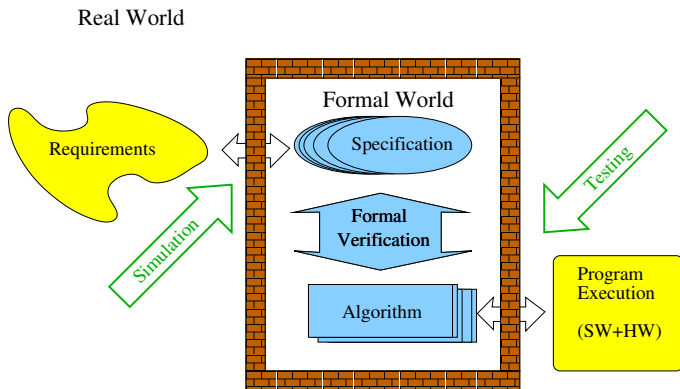 Real World
Formal World
Requirements
Specification
Testing
Simulation
Formal
Verification
Algorithm
Program
Execution
(SW+HW)